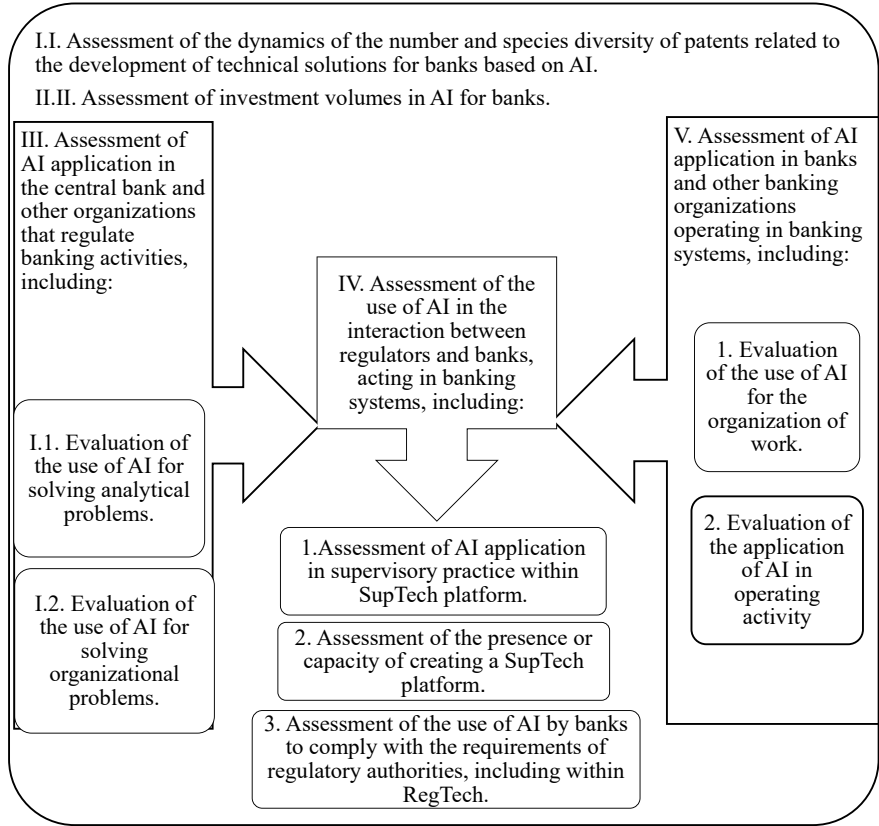 I.I. Assessment of the dynamics of the number and species diversity of patents related to
the development of technical solutions for banks based on AI.
II.II. Assessment of investment volumes in AI for banks.
III. Assessment of
AI application in
the central bank and
other organizations
that regulate
banking activities,
including:
I.1. Evaluation of
the use of AI for
solving analytical
problems.
I.2. Evaluation of
the use of AI for
solving
organizational
problems.
IV. Assessment of the
use of AI in the
interaction between
regulators and banks,
acting in banking
systems, including:
1.Assessment of AI application
in supervisory practice within
SupTech platform.
2. Assessment of the presence or
capacity of creating a SupTech
platform.
3. Assessment of the use of AI by banks
to comply with the requirements of
regulatory authorities, including within
RegTech.
V. Assessment of AI
application in banks
and other banking
organizations
operating in banking
systems, including:
1. Evaluation
of the use of AI
for the
organization of
work.
2. Evaluation of
the application
of AI in
operating
activity